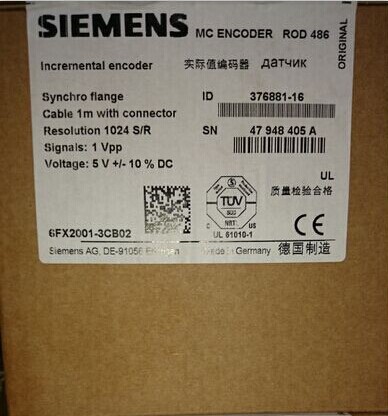 SIEMENS MC ENCODER ROD 486
ORIGINAL
Incremental encoder 实际值编码器 датчик
Synchro flange ID 376881-16
Cable 1m with connector
Resolution 1024 S/R SN 47 948 405 A
Signals: 1 Vpp
Voltage: 5 V +/- 10 % DC UL
质量检验合格
TÜV
NRTL
C US
6FX2001-3CB02 UL 61010-1 CE
Siemens AG, DE-91056 Made in Germany 德国制造